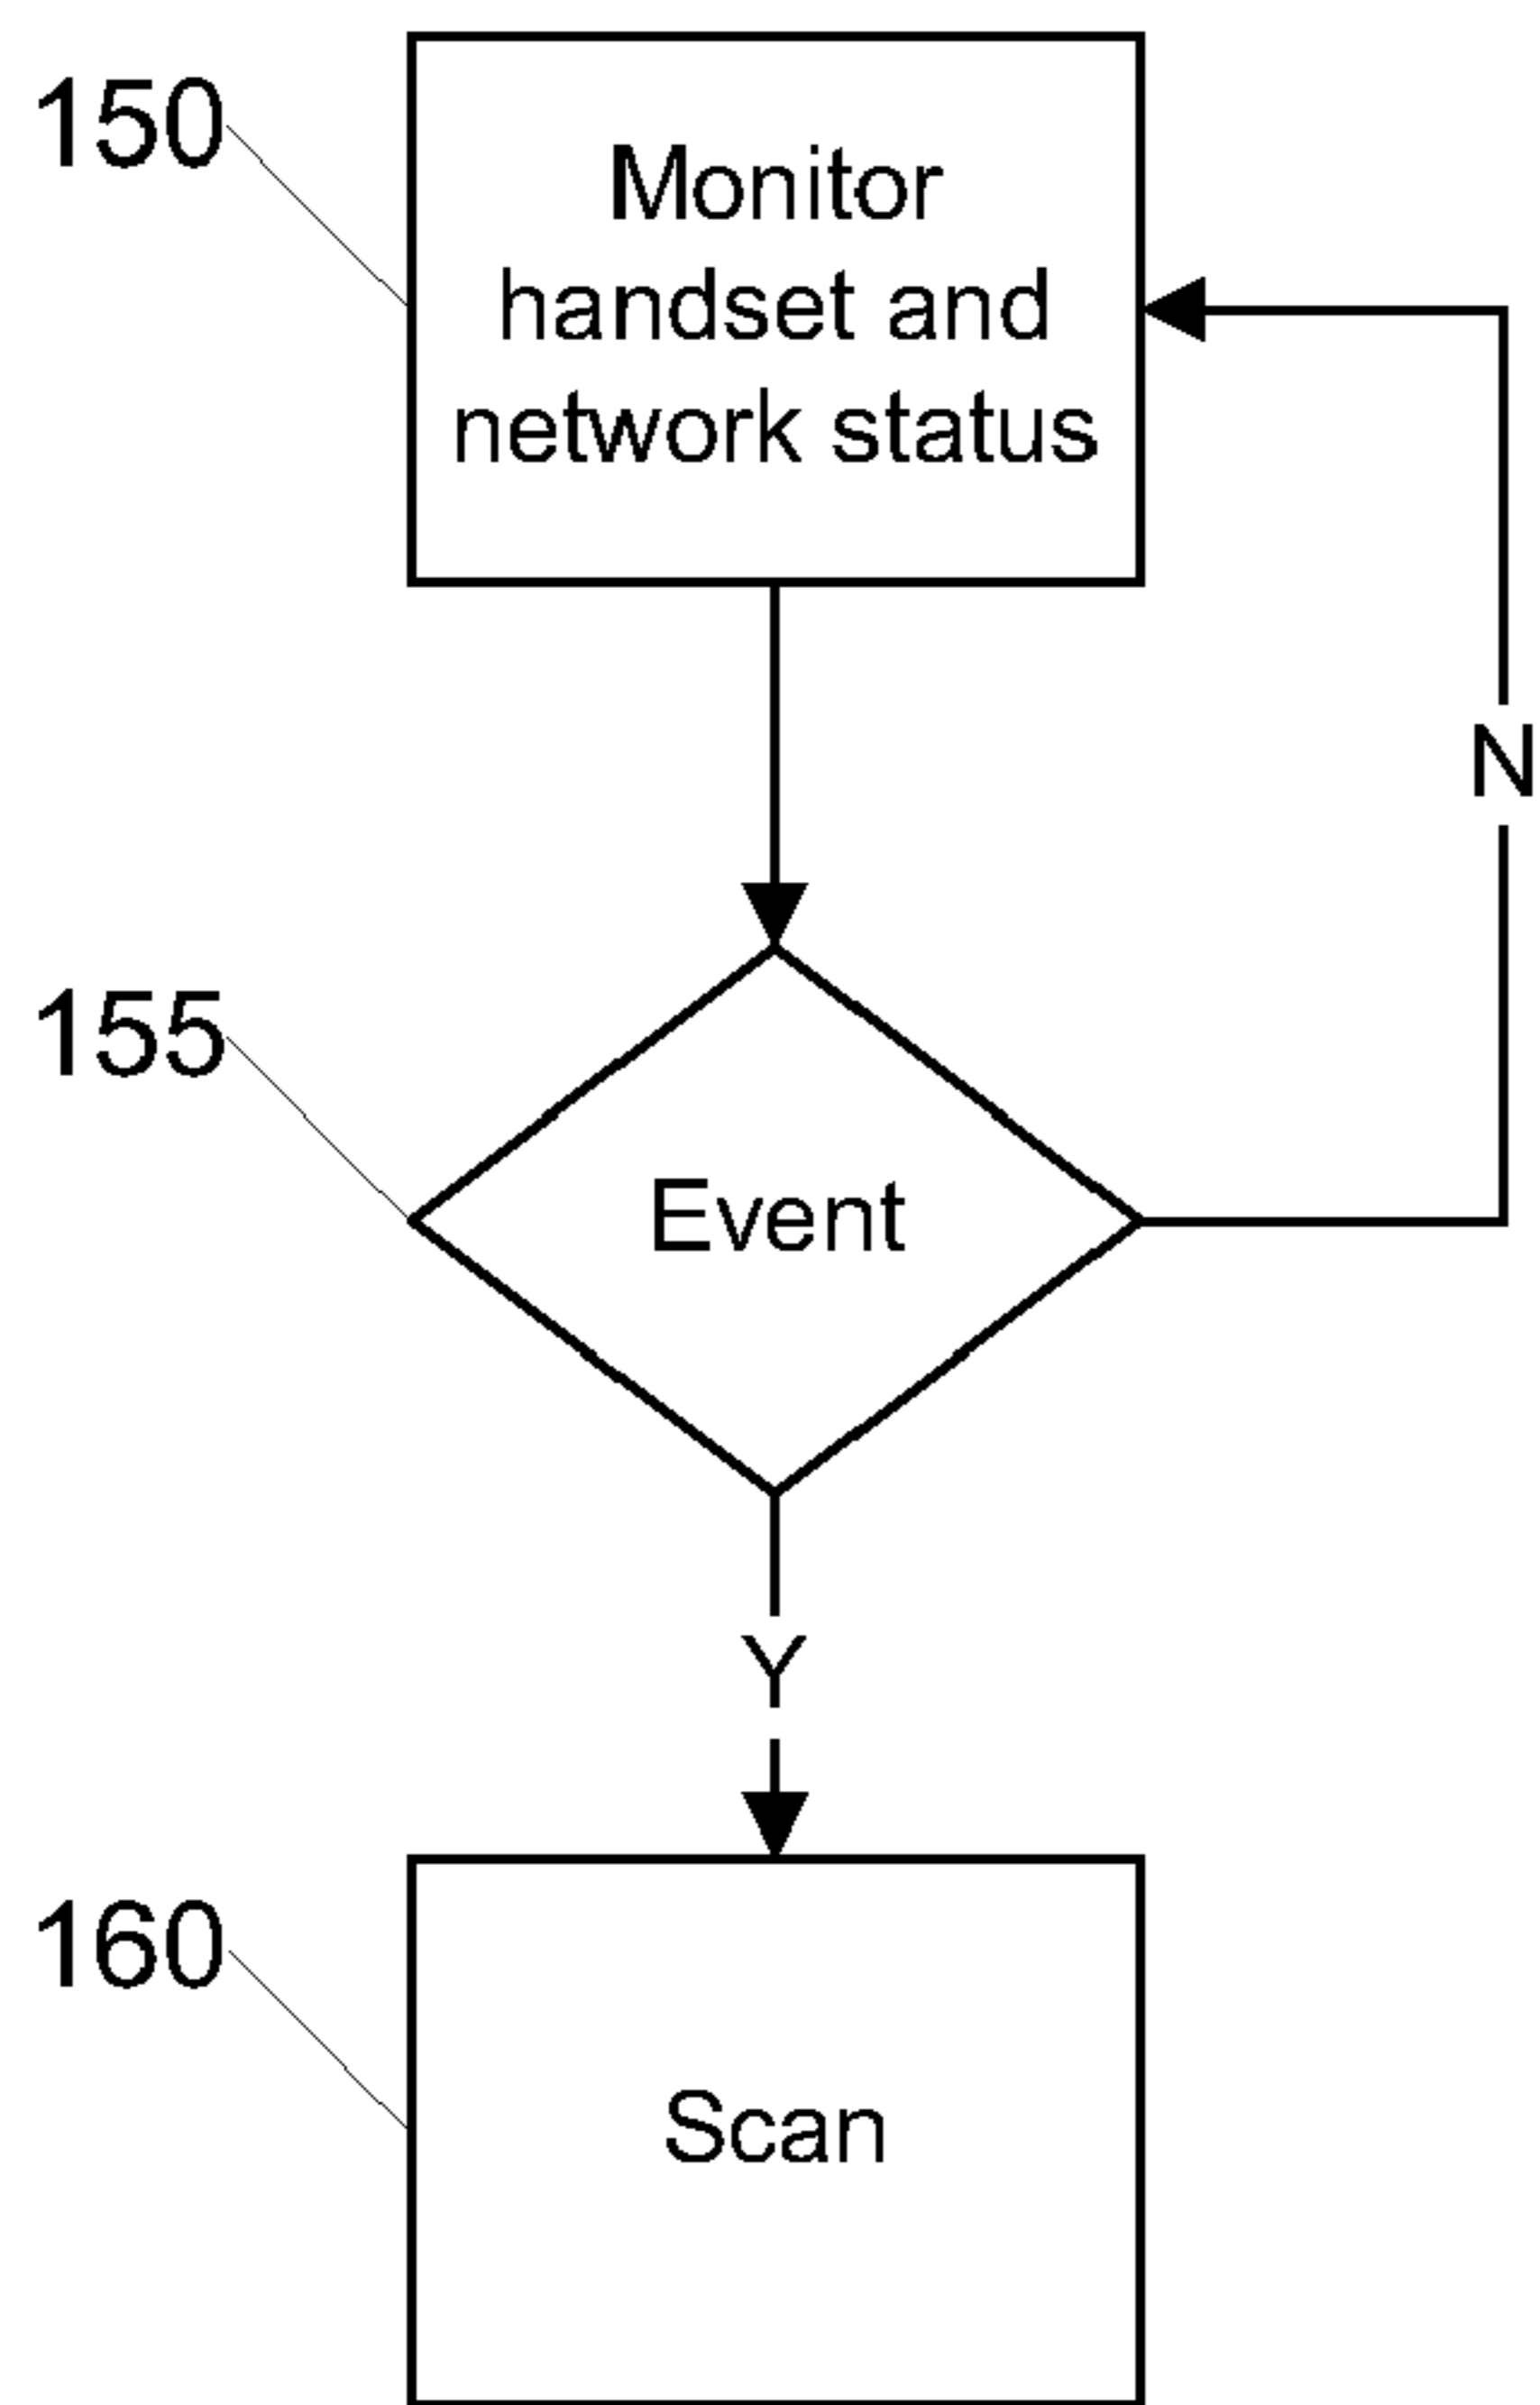 150
Monitor
handset and
network status
N
155
Event
Y
160
Scan